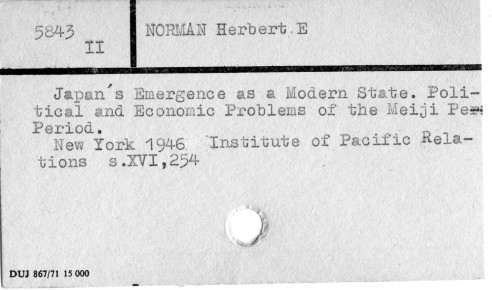 5843
II
NORMAN Herbert E
Japan's Emergence as a Modern State. Poli-
tical and Economic Problems of the Meiji Per
Period.
New York 1946 Institute of Pacific Rela-
tions s.XVI,254
DUJ 867/71 15 000